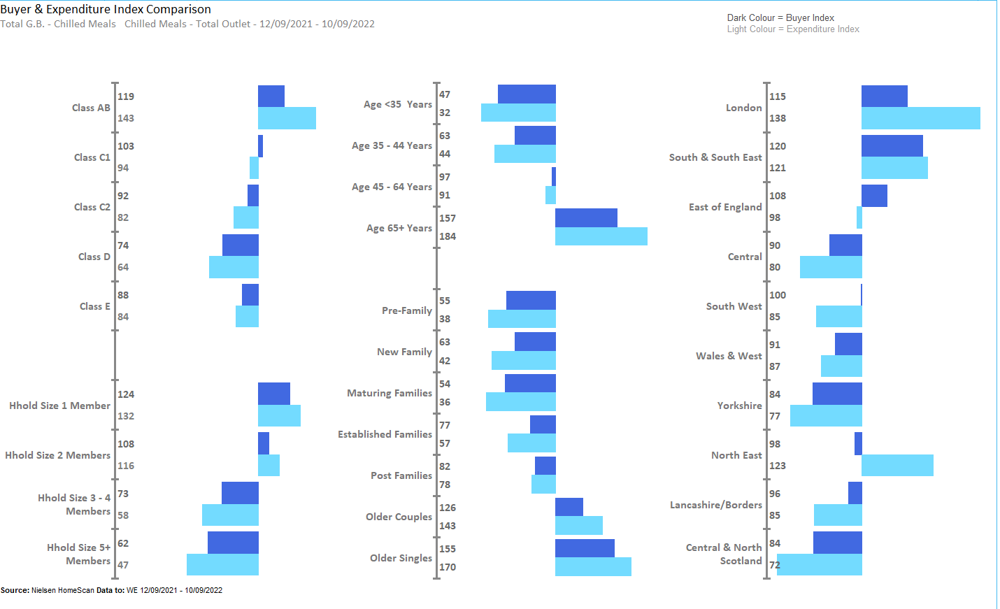 Buyer & Expenditure Index Comparison
Total G.B. - Chilled Meals   Chilled Meals - Total Outlet - 12/09/2021 - 10/09/2022
Dark Colour = Buyer Index
Light Colour = Expenditure Index
Class AB
119
143
Class C1
103
94
Class C2
92
82
Class D
74
64
Class E
88
84
Hhold Size 1 Member
124
132
Hhold Size 2 Members
108
116
Hhold Size 3 - 4
Members
73
58
Hhold Size 5+
Members
62
47
Age <35  Years
47
32
Age 35 - 44 Years
63
44
Age 45 - 64 Years
97
91
Age 65+ Years
157
184
Pre-Family
55
38
New Family
63
42
Maturing Families
54
36
Established Families
77
57
Post Families
82
78
Older Couples
126
143
Older Singles
155
170
London
115
138
South & South East
120
121
East of England
108
98
Central
90
80
South West
100
85
Wales & West
91
87
Yorkshire
84
77
North East
98
123
Lancashire/Borders
96
85
Central & North
Scotland
84
72
Source: Nielsen HomeScan Data to: WE 12/09/2021 - 10/09/2022